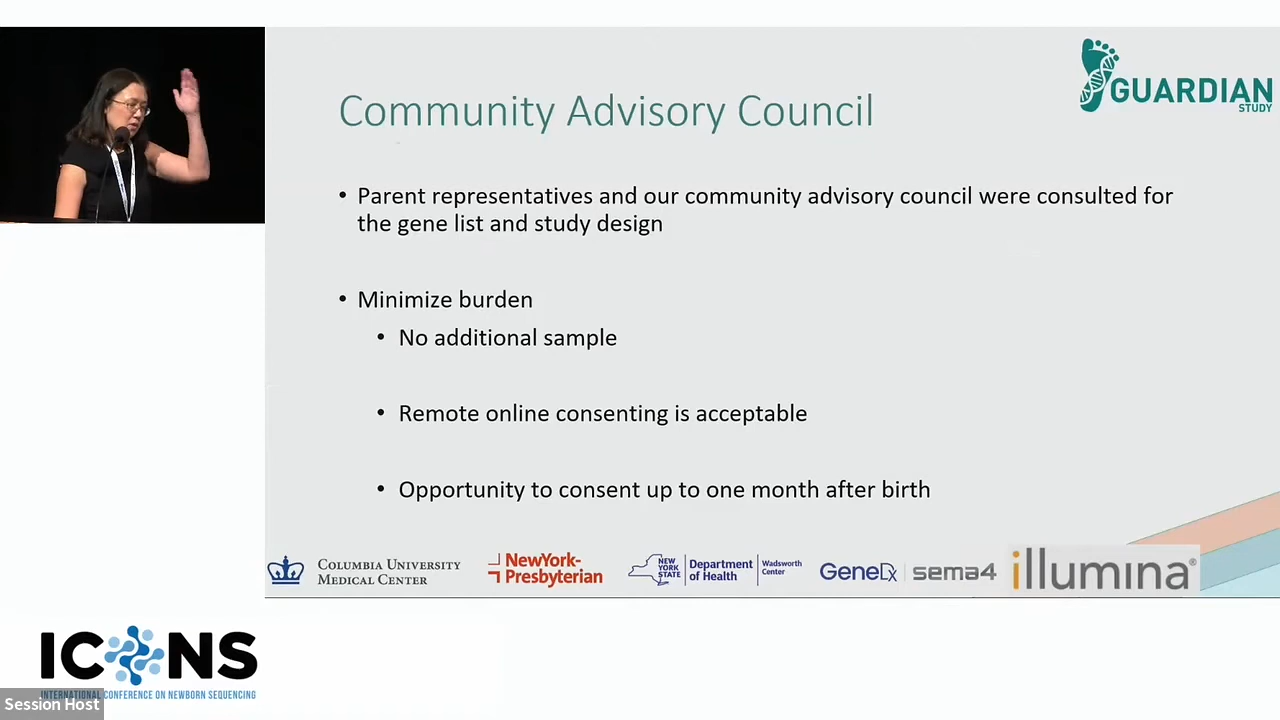 GUARDIAN
STUDY
Community Advisory Council
• Parent representatives and our community advisory council were consulted for
the gene list and study design
• Minimize burden
• No additional sample
• Remote online consenting is acceptable
• Opportunity to consent up to one month after birth
COLUMBIA UNIVERSITY
MEDICAL CENTER
NewYork-
Presbyterian
NEW
YORK
STATE
Department
of Health
Wadsworth
Center
GeneDx
sema4
illumina®
ICONS
INTERNATIONAL CONFERENCE ON NEWBORN SEQUENCING
Session Host